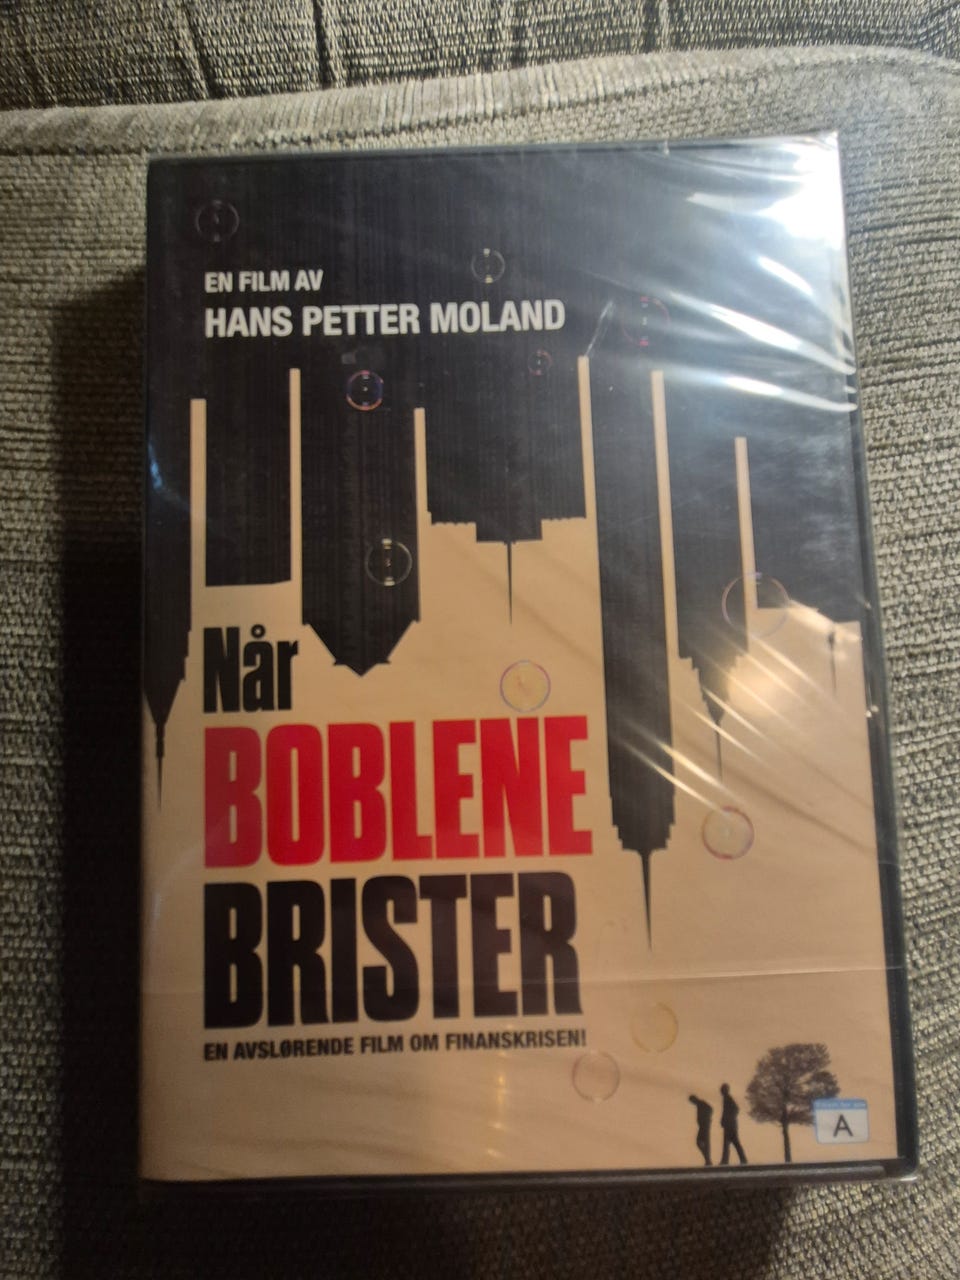 EN FILM AV
HANS PETTER MOLAND
Når
BOBLENE
BRISTER
EN AVSLØRENDE FILM OM FINANSKRISEN!
A